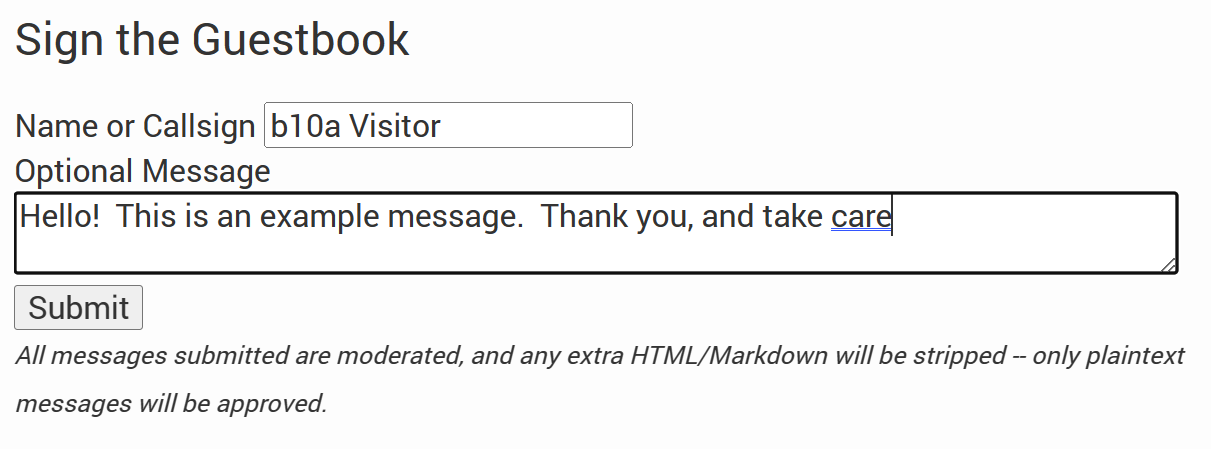 Sign the Guestbook
Name or Callsign b10a Visitor
Optional Message
Hello!  This is an example message.  Thank you, and take care
Submit
All messages submitted are moderated, and any extra HTML/Markdown will be stripped -- only plaintext
messages will be approved.